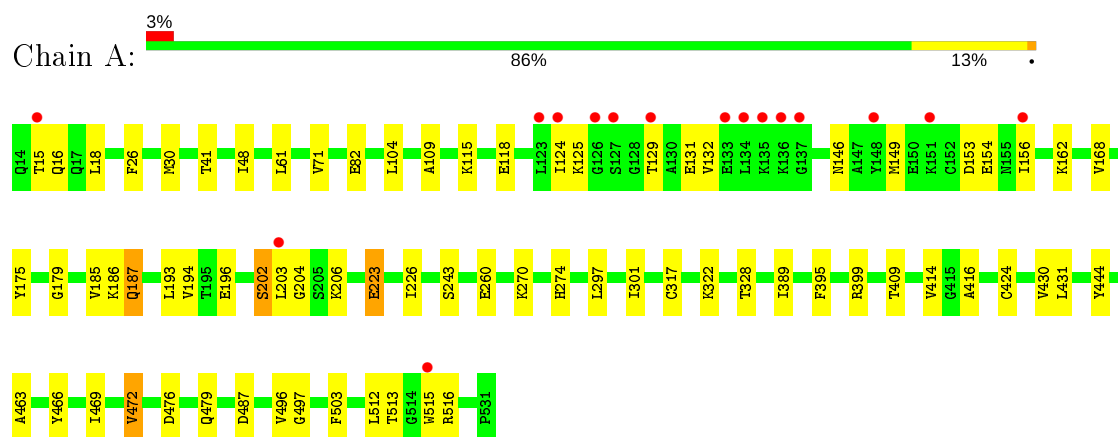 3%
Chain A:
86% 13% •
Q14 T15 Q16 Q17 L18 F26 M30 T41 I48 L61 V71 E82 L104 A109 K115 E118 L123 I124 K125 G126 S127 G128 T129 A130 E131 V132 E133 L134 K135 K136 G137 N146 A147 Y148 M149 E150 K151 C152 D153 E154 N155 I156 K162 V168
Y175 G179 V185 K186 Q187 L193 V194 T195 E196 S202 L203 G204 S205 K206 E223 I226 S243 E260 K270 H274 L297 I301 C317 K322 T328 I389 F395 R399 T409 V414 G415 A416 C424 V430 L431 Y444
A463 Y466 I469 V472 D476 Q479 D487 V496 G497 F503 L512 T513 G514 W515 R516 P531